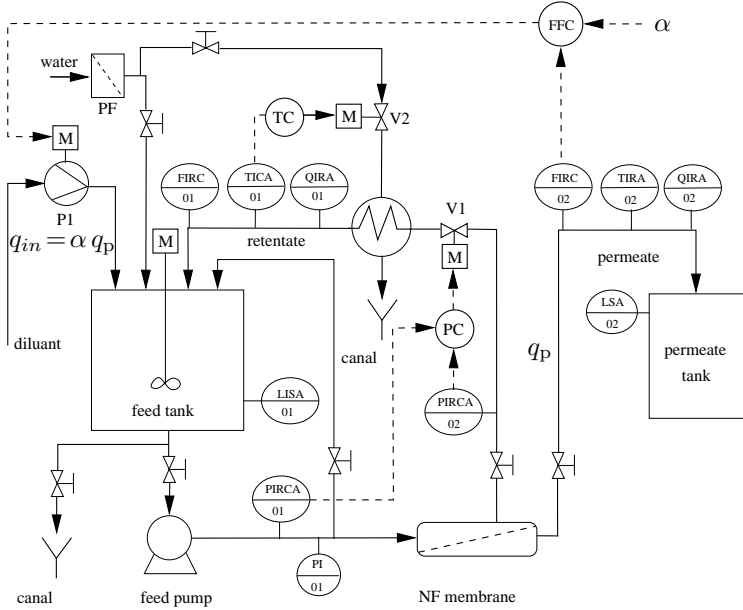 FFC
α
water
PF
M
P1
TC
M
V2
FIRC
01
TICA
01
QIRA
01
FIRC
02
TIRA
02
QIRA
02
q_in = α q_p
M
retentate
V1
M
permeate
diluant
canal
PC
LSA
02
q_p
permeate
tank
feed tank
LISA
01
PIRCA
02
PIRCA
01
PI
01
canal
feed pump
NF membrane